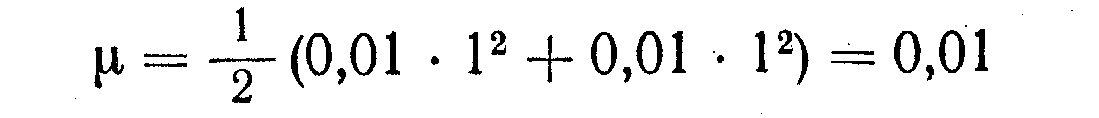 μ = 1/2 (0,01 · 1² + 0,01 · 1²) = 0,01